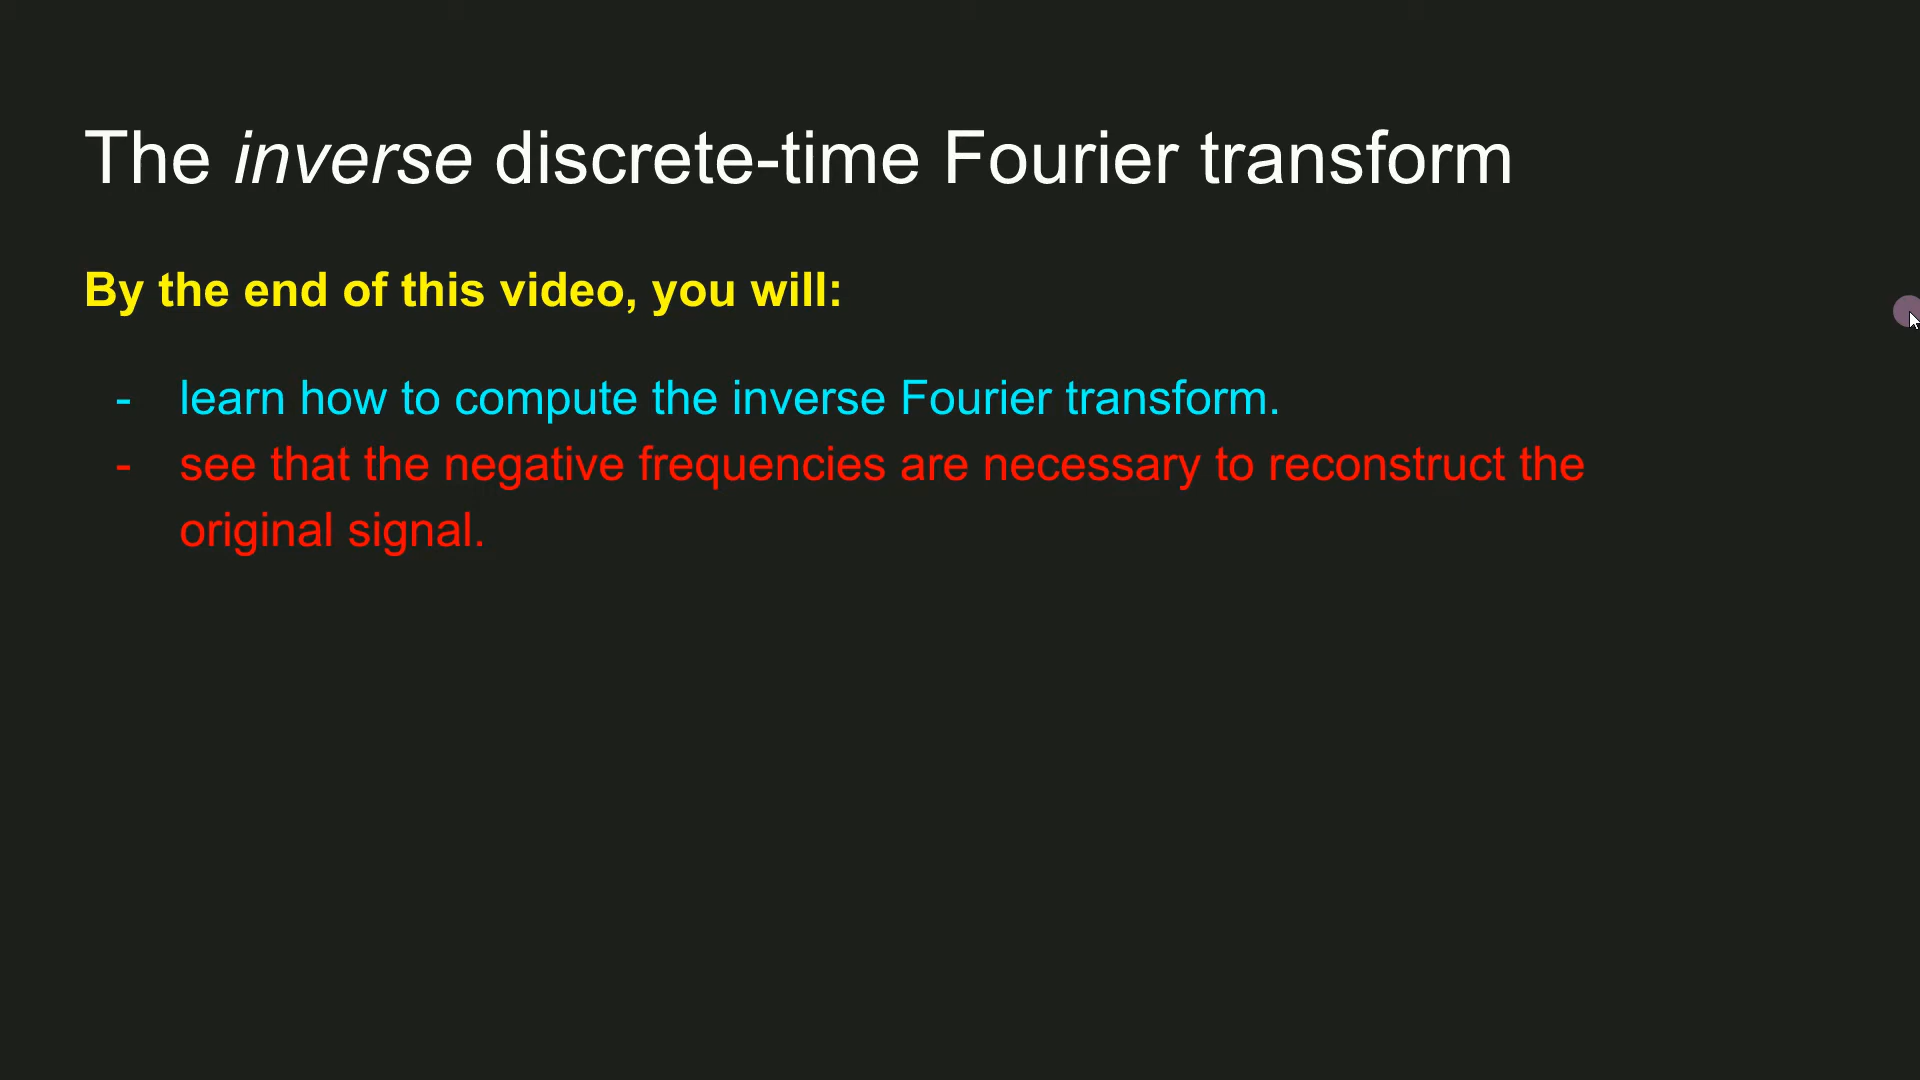 The inverse discrete-time Fourier transform
By the end of this video, you will:
- learn how to compute the inverse Fourier transform.
- see that the negative frequencies are necessary to reconstruct the
original signal.